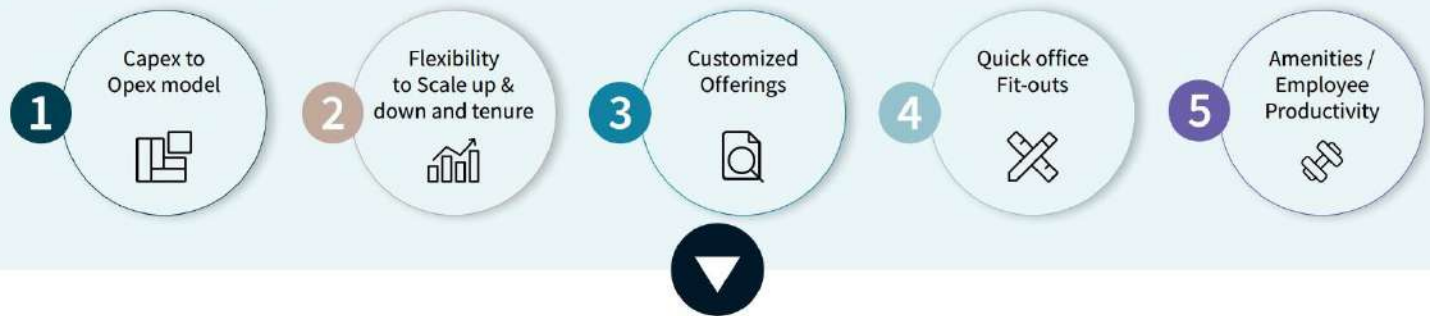 1
Capex to
Opex model
2
Flexibility
to Scale up &
down and tenure
3
Customized
Offerings
4
Quick office
Fit-outs
5
Amenities /
Employee
Productivity